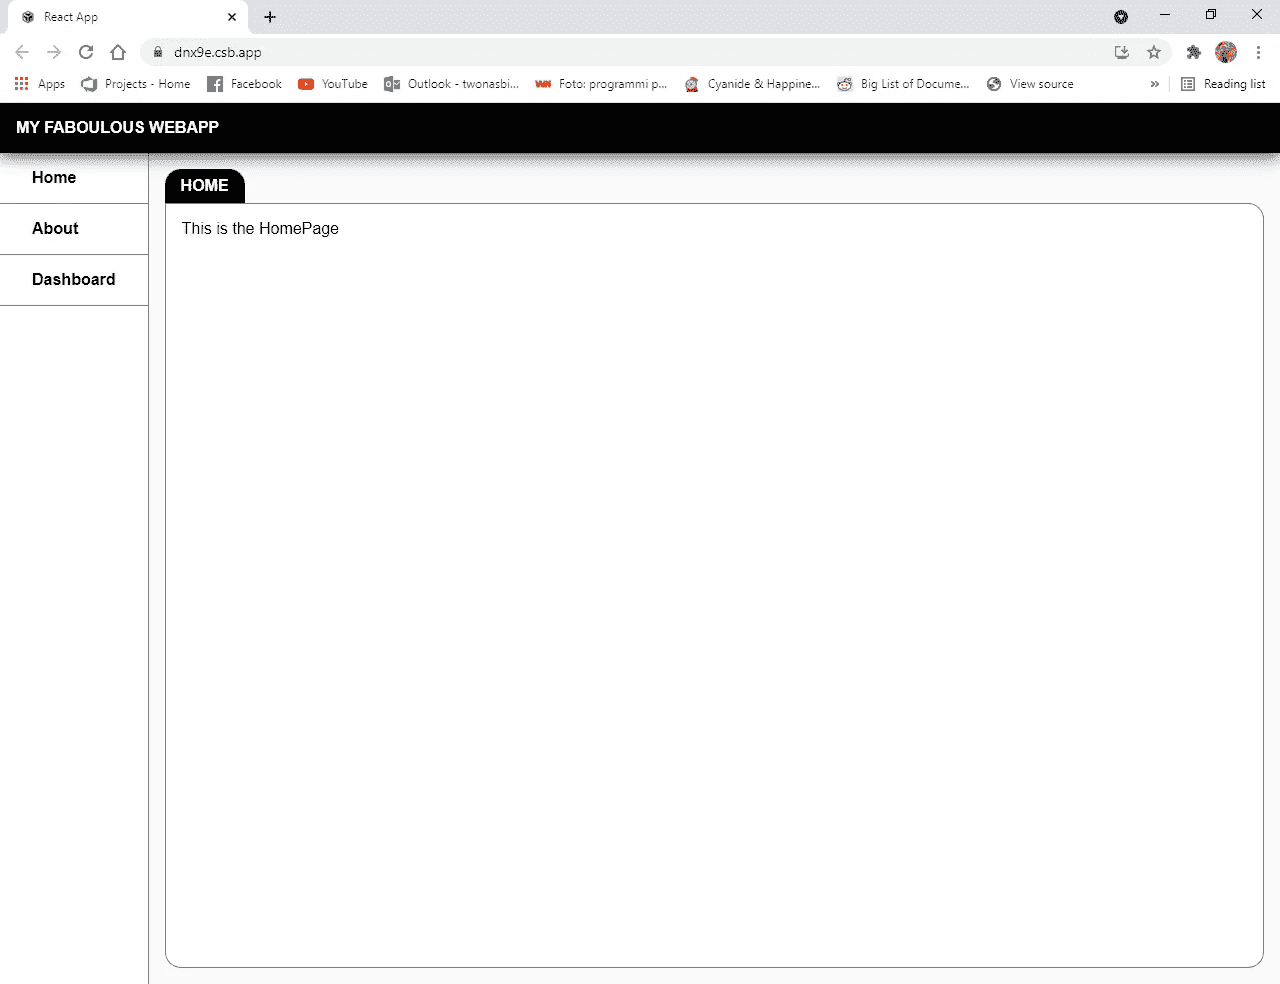 React App
dnx9e.csb.app
Apps Projects - Home Facebook YouTube Outlook - twonasbi... Foto: programmi p... Cyanide & Happine... Big List of Docume... View source » Reading list
MY FABOULOUS WEBAPP
Home
About
Dashboard
HOME
This is the HomePage